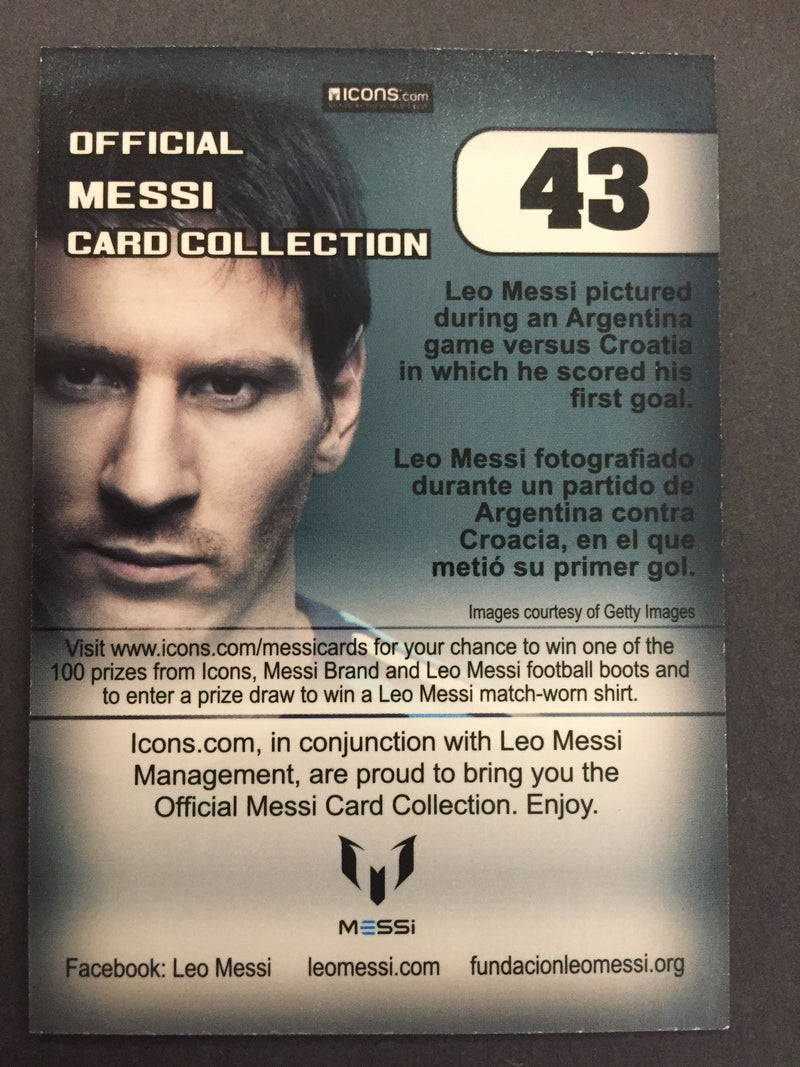 icons.com
OFFICIAL
MESSI
CARD COLLECTION
43
Leo Messi pictured
during an Argentina
game versus Croatia
in which he scored his
first goal.
Leo Messi fotografiado
durante un partido de
Argentina contra
Croacia, en el que
metió su primer gol.
Images courtesy of Getty Images
Visit www.icons.com/messicards for your chance to win one of the
100 prizes from Icons, Messi Brand and Leo Messi football boots and
to enter a prize draw to win a Leo Messi match-worn shirt.
Icons.com, in conjunction with Leo Messi
Management, are proud to bring you the
Official Messi Card Collection. Enjoy.
MESSi
Facebook: Leo Messi leomessi.com fundacionleomessi.org